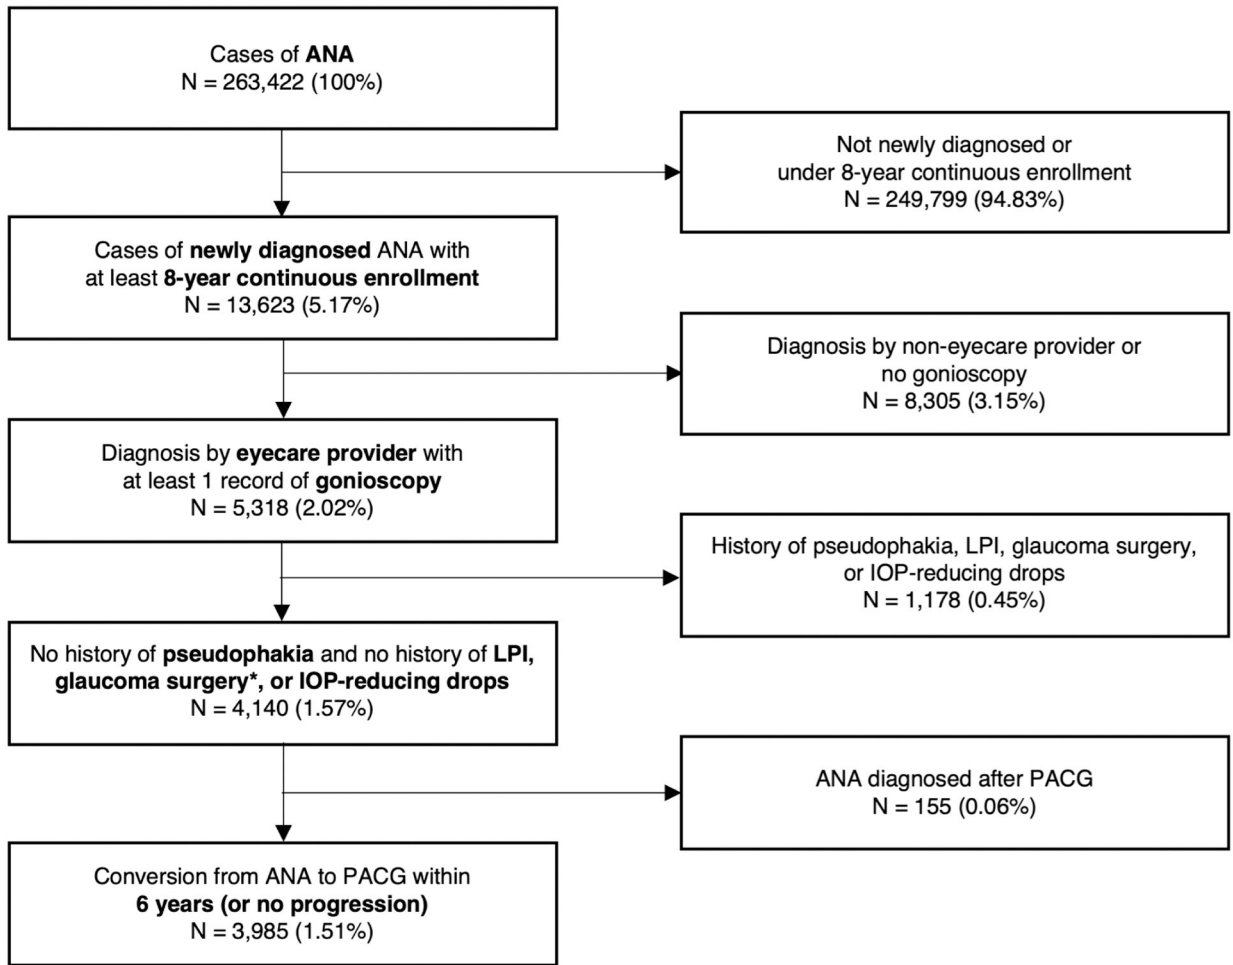 Cases of ANA
N = 263,422 (100%)
Not newly diagnosed or
under 8-year continuous enrollment
N = 249,799 (94.83%)
Cases of newly diagnosed ANA with
at least 8-year continuous enrollment
N = 13,623 (5.17%)
Diagnosis by non-eyecare provider or
no gonioscopy
N = 8,305 (3.15%)
Diagnosis by eyecare provider with
at least 1 record of gonioscopy
N = 5,318 (2.02%)
History of pseudophakia, LPI, glaucoma surgery,
or IOP-reducing drops
N = 1,178 (0.45%)
No history of pseudophakia and no history of LPI,
glaucoma surgery*, or IOP-reducing drops
N = 4,140 (1.57%)
ANA diagnosed after PACG
N = 155 (0.06%)
Conversion from ANA to PACG within
6 years (or no progression)
N = 3,985 (1.51%)